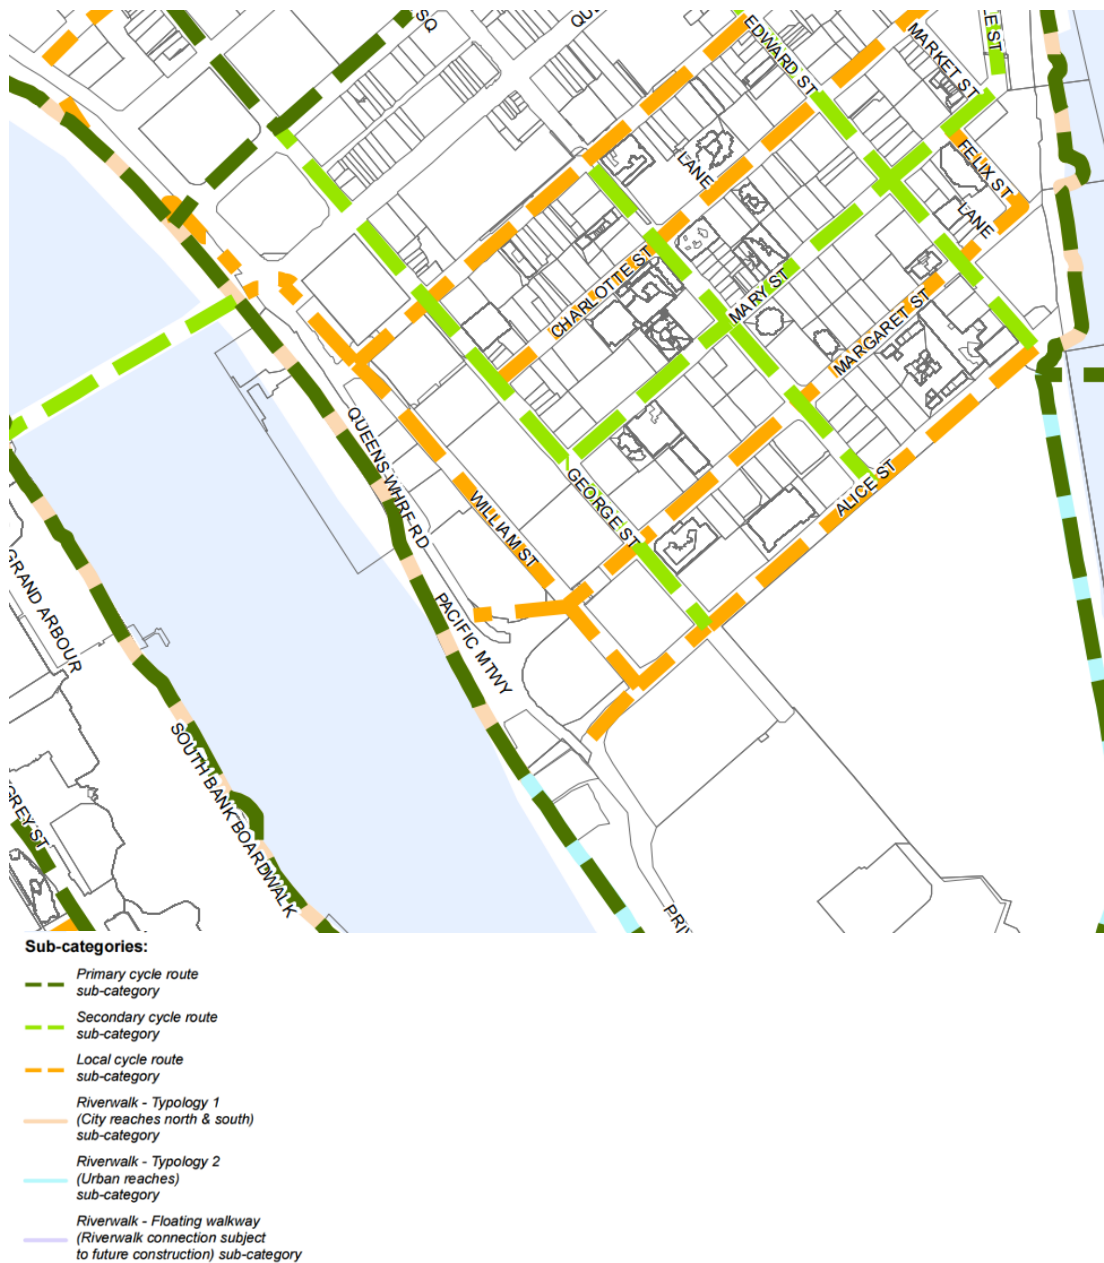 SQ
QU
EDWARD ST
MARKET ST
E ST
LANE
FELIX ST
LANE
CHARLOTTE ST
MARY ST
MARGARET ST
QUEENS WHRF RD
WILLIAM ST
GEORGE ST
ALICE ST
GRAND ARBOUR
PACIFIC MTWY
SOUTH BANK BOARDWALK
GREY ST
PRIV
Sub-categories:
Primary cycle route
sub-category
Secondary cycle route
sub-category
Local cycle route
sub-category
Riverwalk - Typology 1
(City reaches north & south)
sub-category
Riverwalk - Typology 2
(Urban reaches)
sub-category
Riverwalk - Floating walkway
(Riverwalk connection subject
to future construction) sub-category